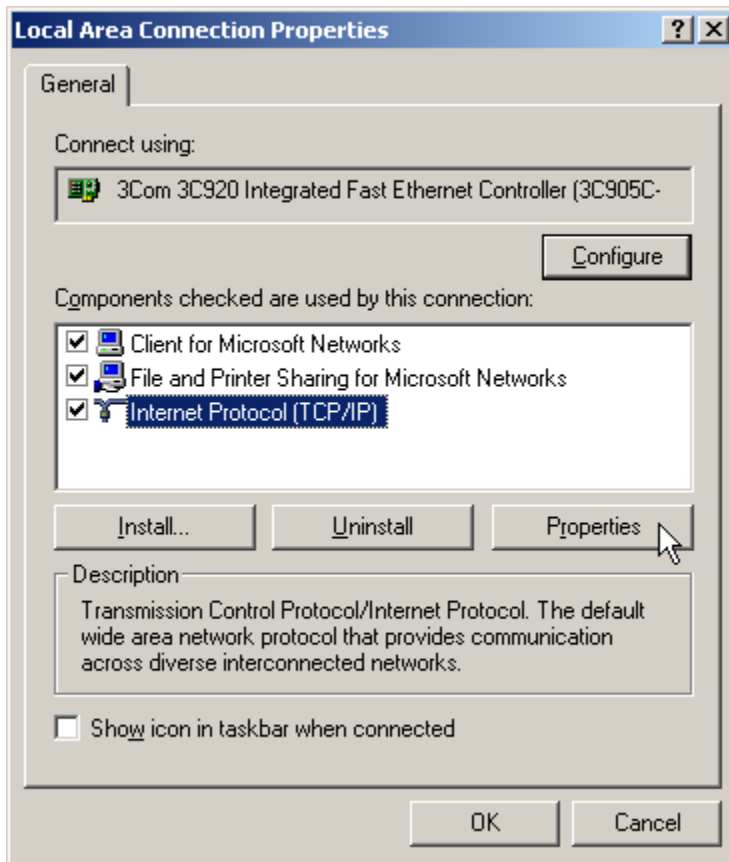 Local Area Connection Properties
General
Connect using:
3Com 3C920 Integrated Fast Ethernet Controller (3C905C-
Configure
Components checked are used by this connection:
Client for Microsoft Networks
File and Printer Sharing for Microsoft Networks
Internet Protocol (TCP/IP)
Install...
Uninstall
Properties
Description
Transmission Control Protocol/Internet Protocol. The default
wide area network protocol that provides communication
across diverse interconnected networks.
Show icon in taskbar when connected
OK
Cancel